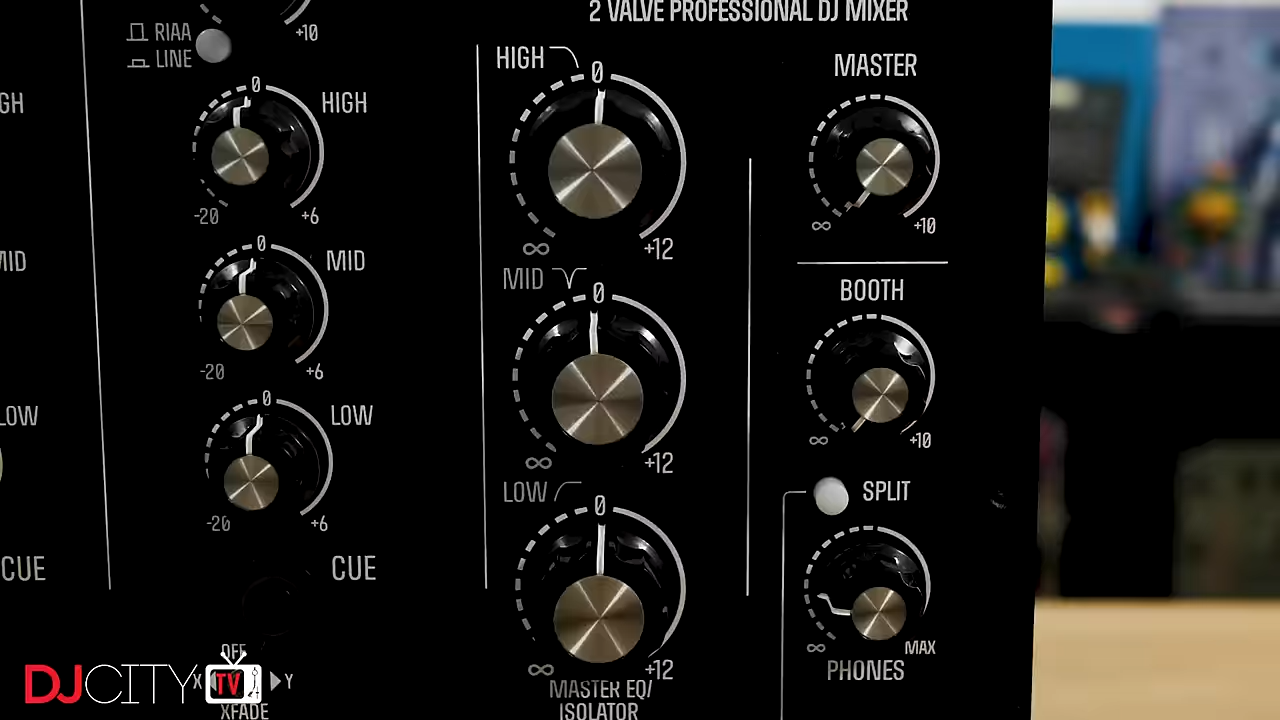 2 VALVE PROFESSIONAL DJ MIXER
+10
RIAA
LINE
GH
0
HIGH
-20
+6
MID
0
MID
-20
+6
LOW
0
LOW
-20
+6
CUE
CUE
OFF
X
Y
XFADE
HIGH
0
∞
+12
MID
0
∞
+12
LOW
0
∞
+12
MASTER EQ/
ISOLATOR
MASTER
∞
+10
BOOTH
∞
+10
SPLIT
∞
MAX
PHONES
DJCITY TV